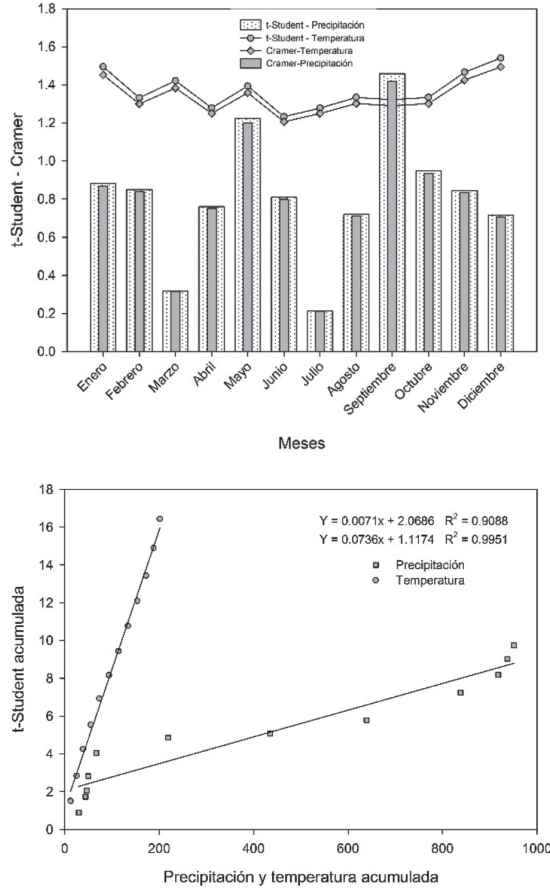 1.8
1.6
1.4
1.2
1.0
0.8
0.6
0.4
0.2
0.0
t-Student - Cramer
t-Student - Precipitación
t-Student - Temperatura
Cramer-Temperatura
Cramer-Precipitación
Enero
Febrero
Marzo
Abril
Mayo
Junio
Julio
Agosto
Septiembre
Octubre
Noviembre
Diciembre
Meses
18
16
14
12
10
8
6
4
2
0
t-Student acumulada
Y = 0.0071x + 2.0686 R² = 0.9088
Y = 0.0736x + 1.1174 R² = 0.9951
Precipitación
Temperatura
0 200 400 600 800 1000
Precipitación y temperatura acumulada